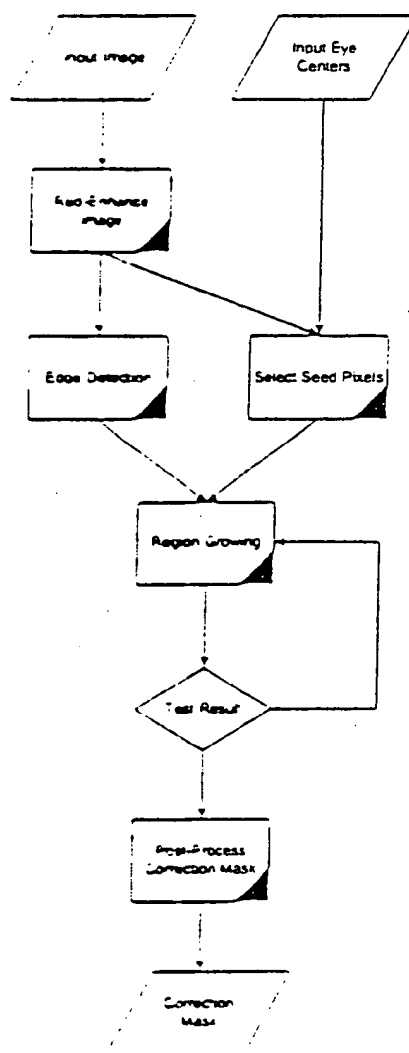 Input Image
Input Eye
Centers
Red-Enhance
Image
Edge Detection
Select Seed Pixels
Region Growing
Test Result
Post-Process
Correction Mask
Correction
Mask